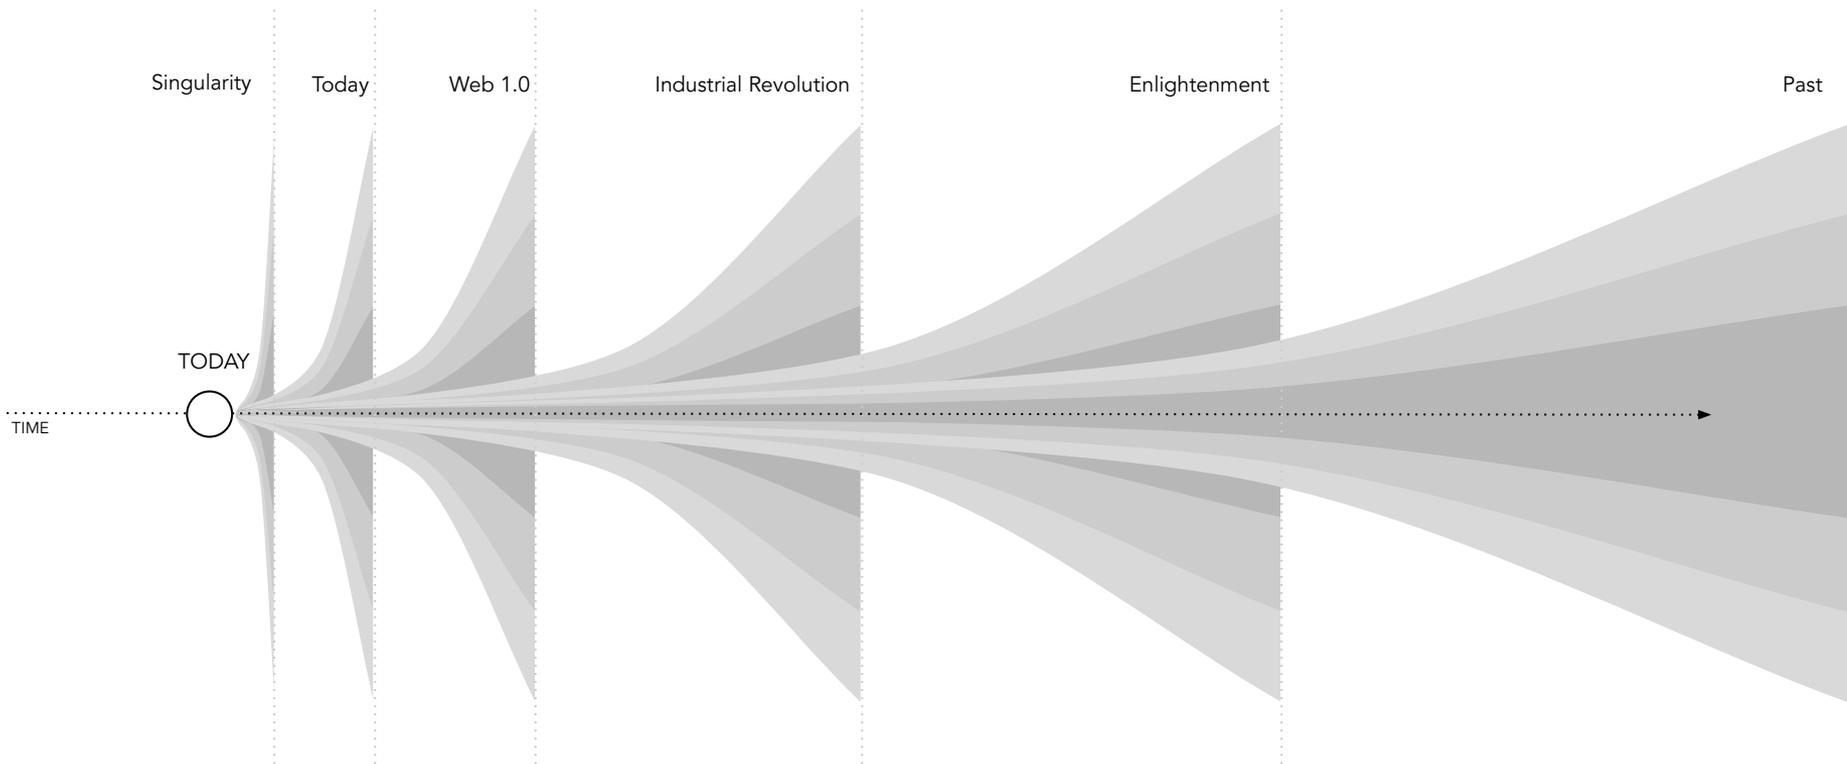 Singularity
Today
Web 1.0
Industrial Revolution
Enlightenment
Past
TODAY
TIME